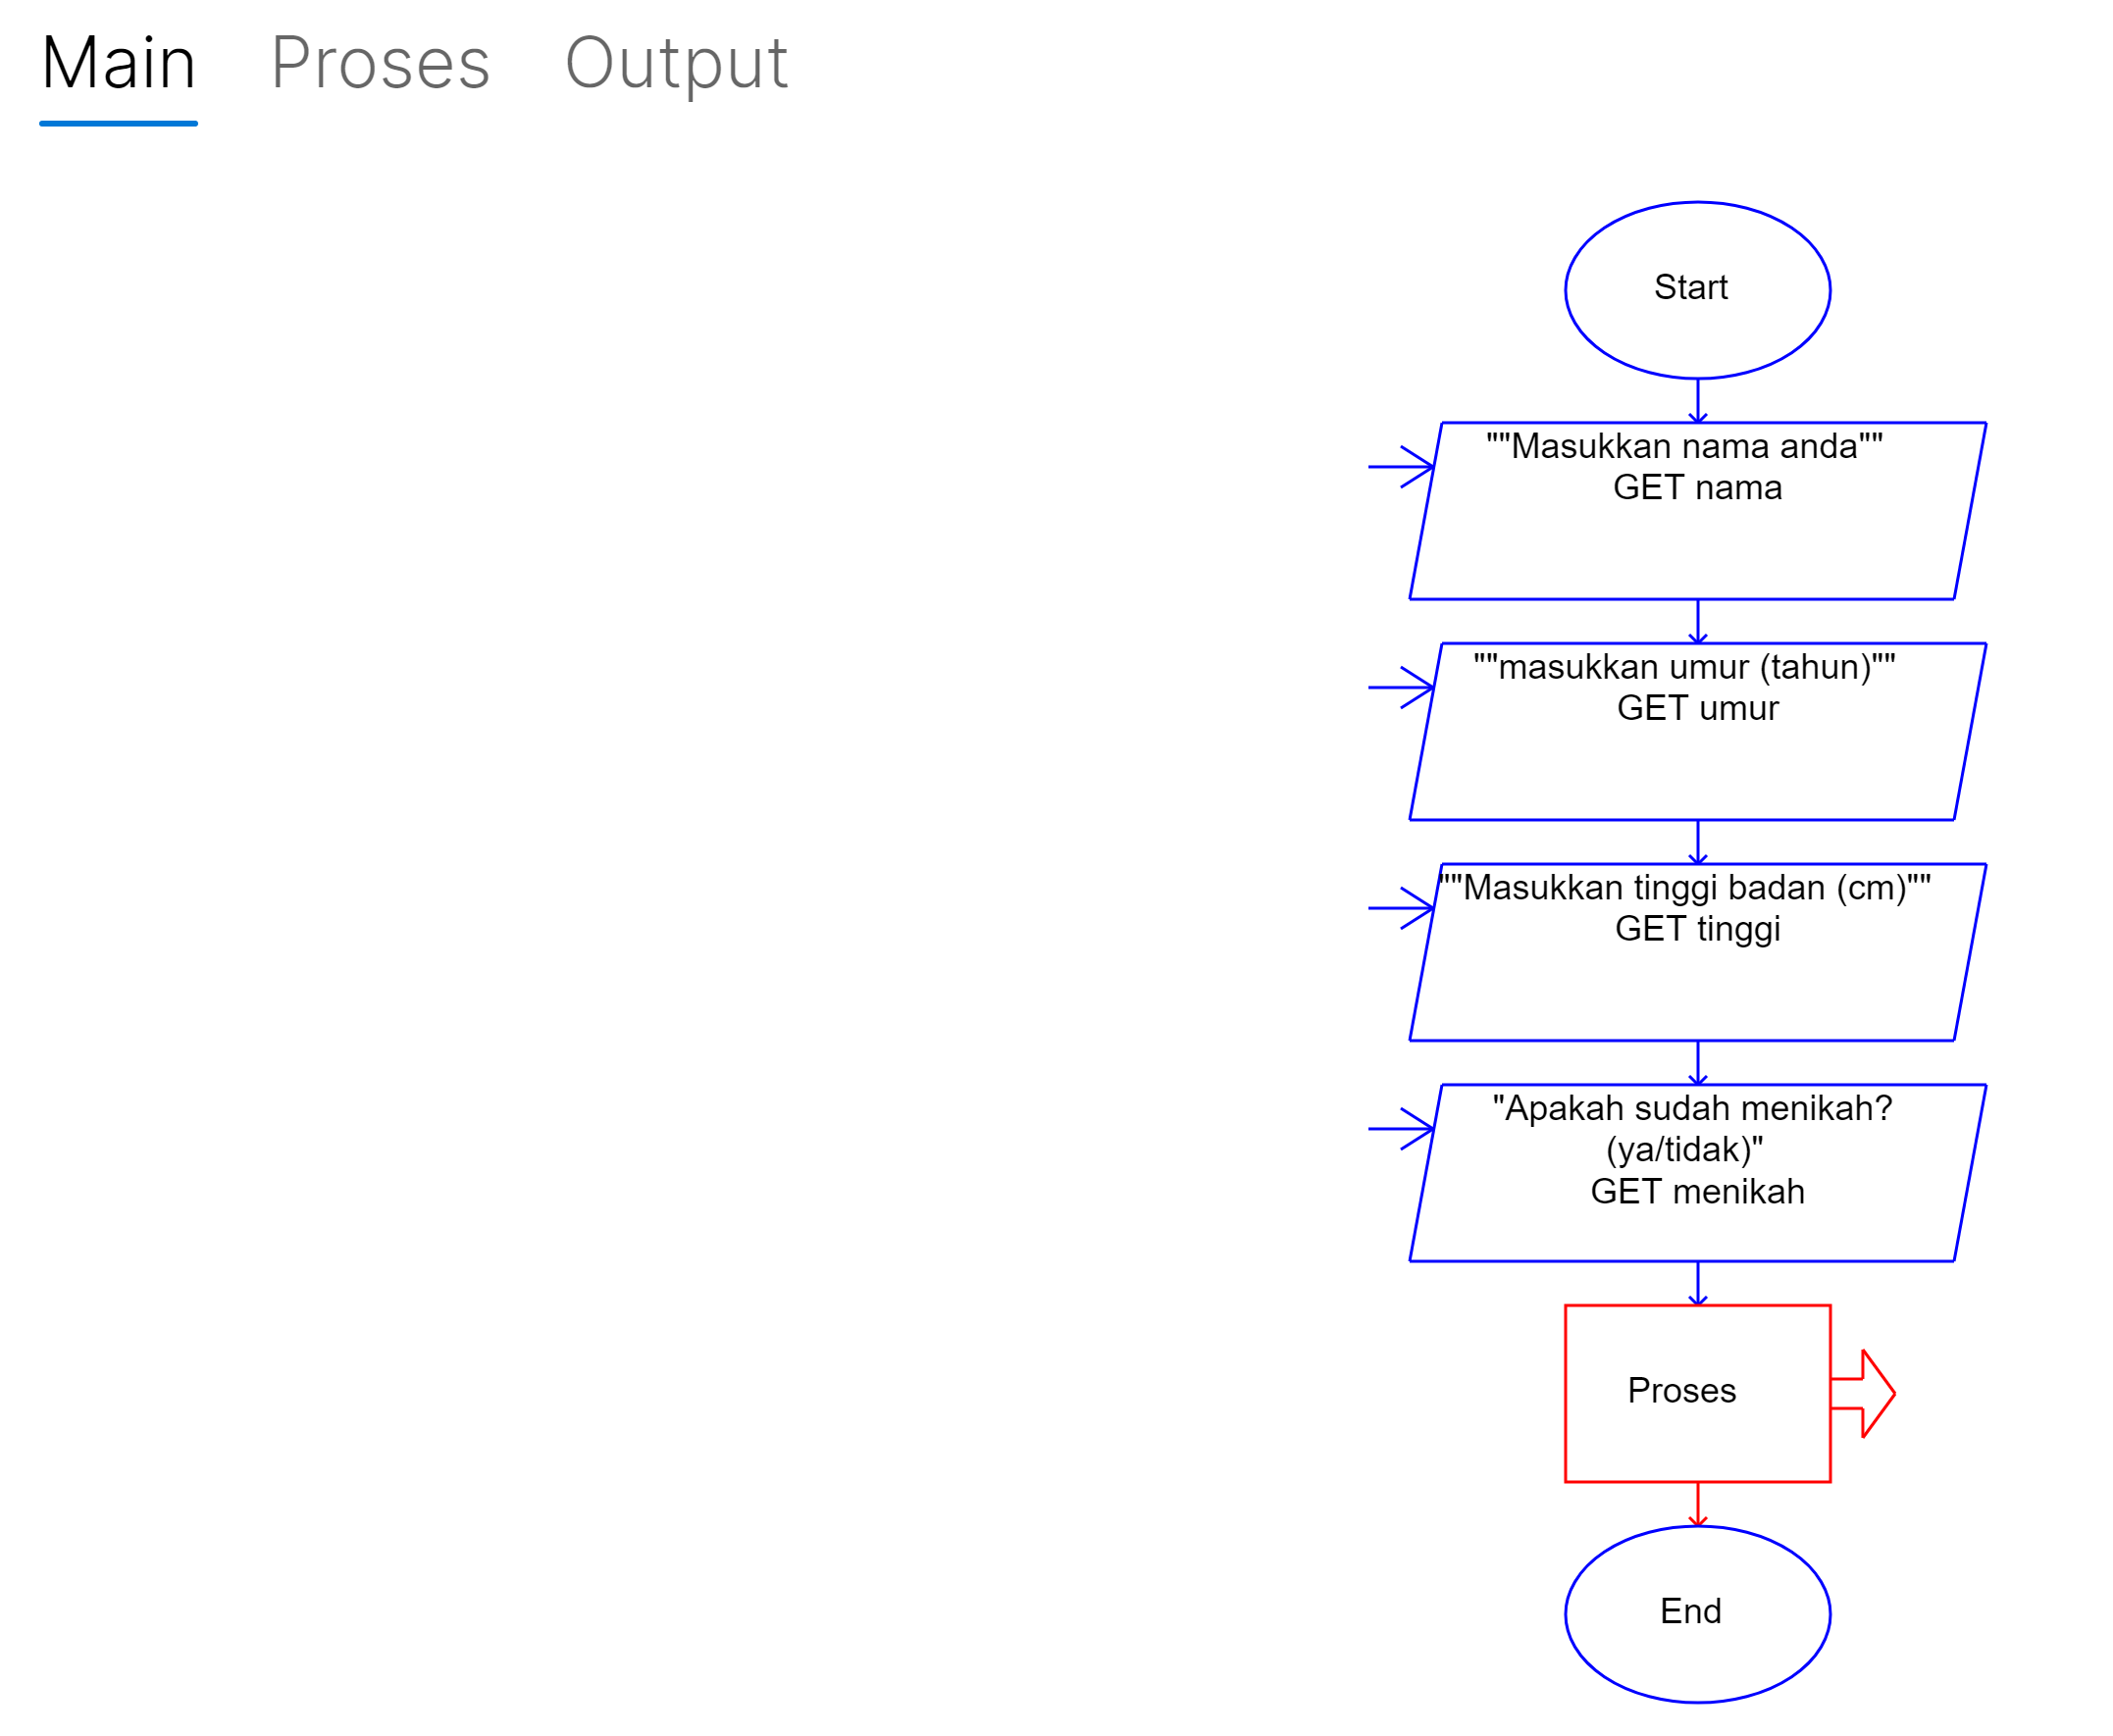 Main Proses Output
Start
""Masukkan nama anda""
GET nama
""masukkan umur (tahun)""
GET umur
""Masukkan tinggi badan (cm)""
GET tinggi
"Apakah sudah menikah?
(ya/tidak)"
GET menikah
Proses
End